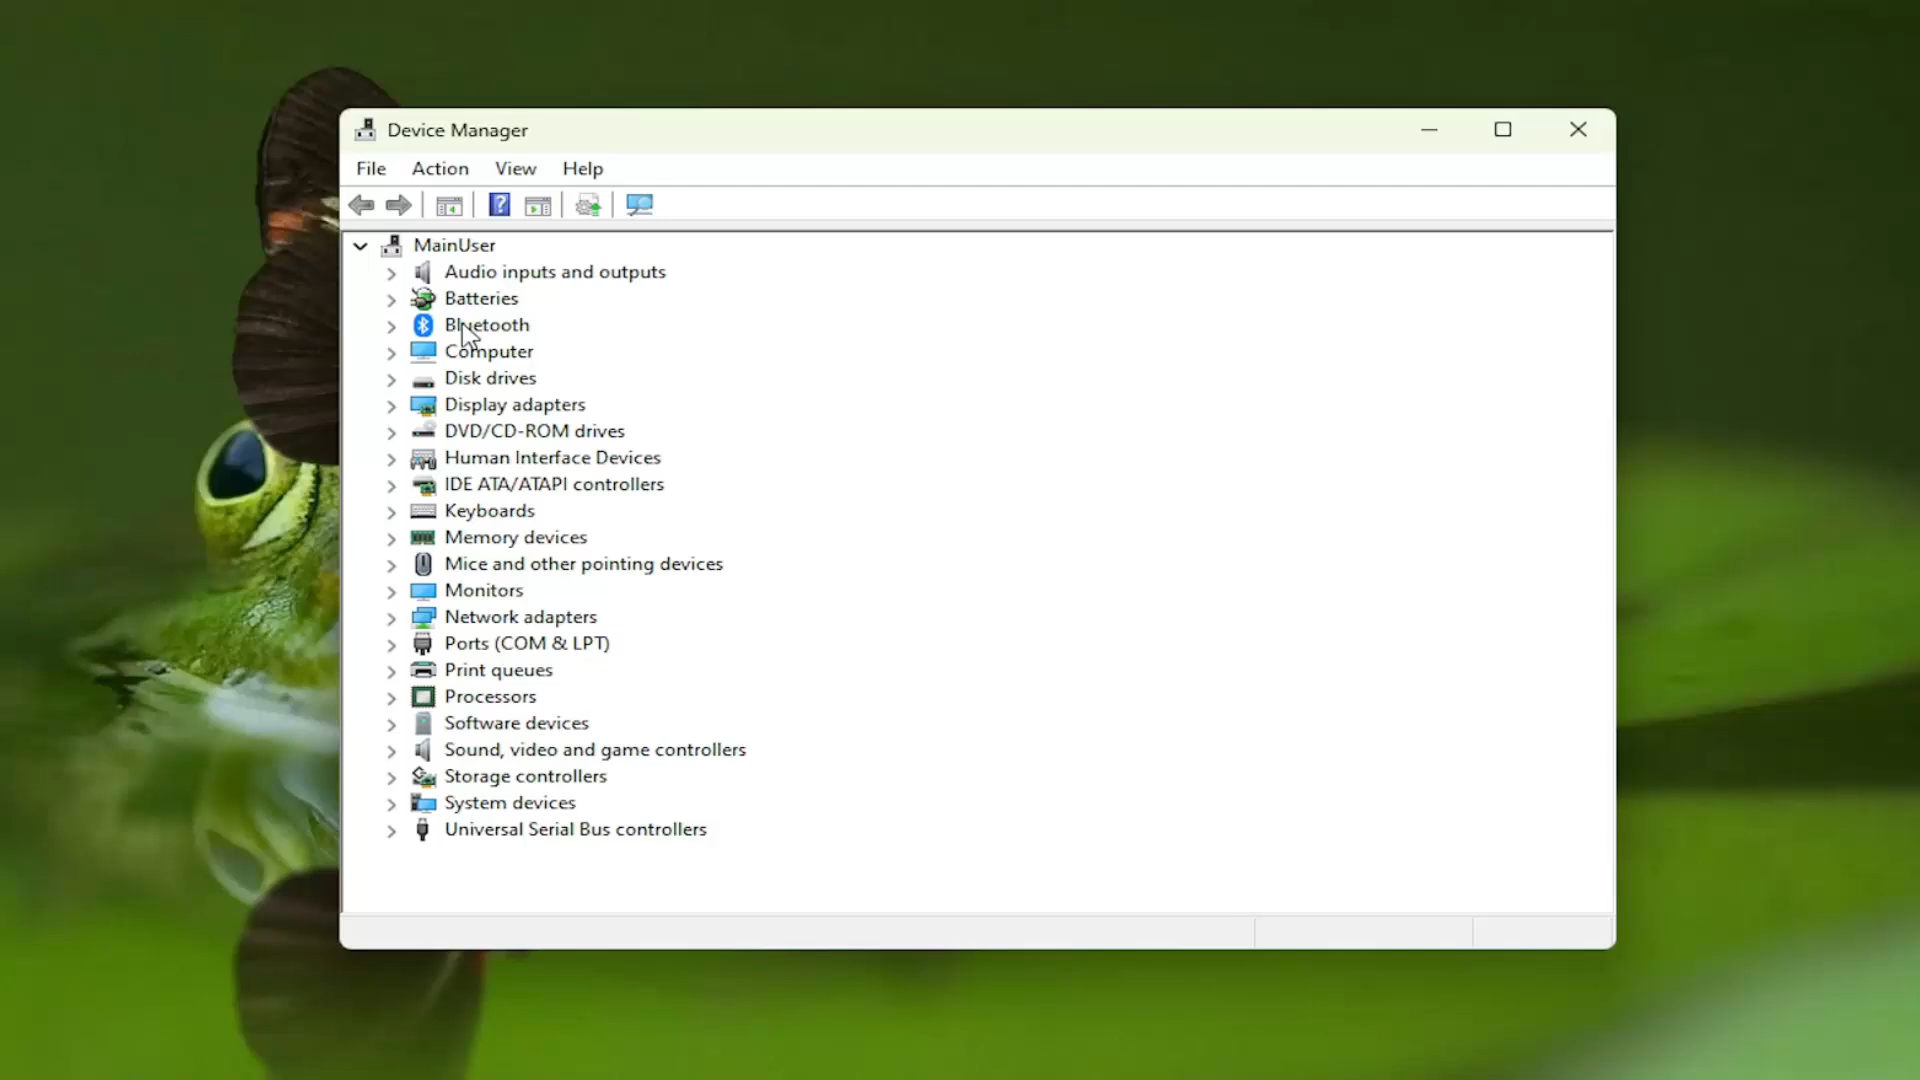 Device Manager
File Action View Help
MainUser
Audio inputs and outputs
Batteries
Bluetooth
Computer
Disk drives
Display adapters
DVD/CD-ROM drives
Human Interface Devices
IDE ATA/ATAPI controllers
Keyboards
Memory devices
Mice and other pointing devices
Monitors
Network adapters
Ports (COM & LPT)
Print queues
Processors
Software devices
Sound, video and game controllers
Storage controllers
System devices
Universal Serial Bus controllers